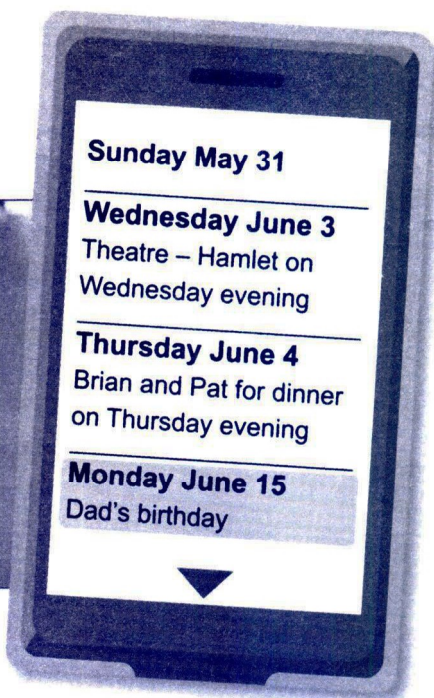 Sunday May 31
Wednesday June 3
Theatre – Hamlet on
Wednesday evening
Thursday June 4
Brian and Pat for dinner
on Thursday evening
Monday June 15
Dad's birthday